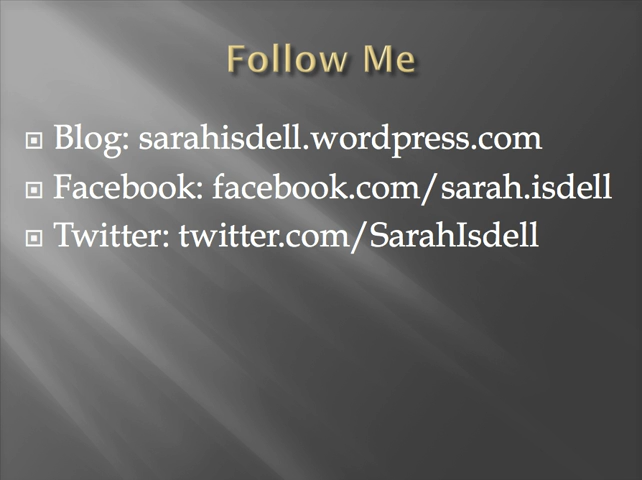 Follow Me
Blog: sarahisdell.wordpress.com
Facebook: facebook.com/sarah.isdell
Twitter: twitter.com/SarahIsdell